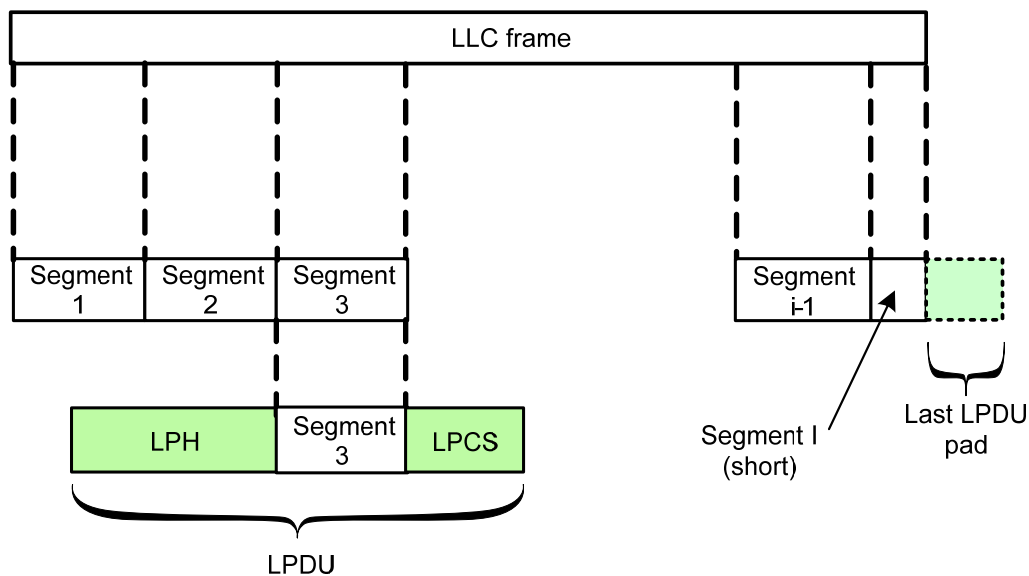 LLC frame
Segment
1
Segment
2
Segment
3
Segment
i-1
LPH
Segment
3
LPCS
Segment I
(short)
Last LPDU
pad
LPDU